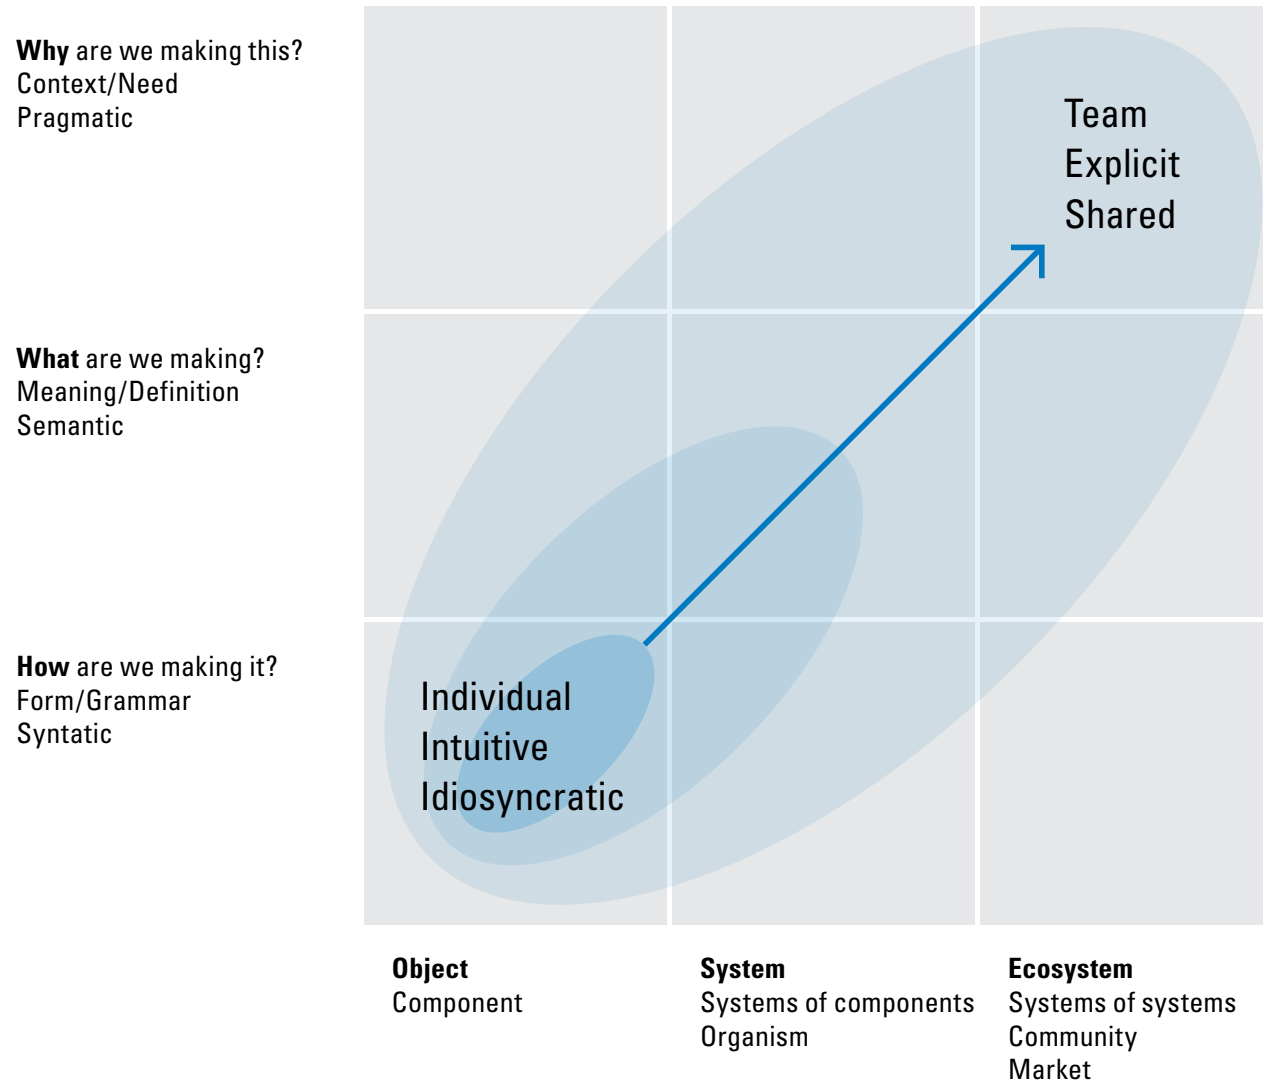 Why are we making this?
Context/Need
Pragmatic
Team
Explicit
Shared
What are we making?
Meaning/Definition
Semantic
How are we making it?
Form/Grammar
Syntatic
Individual
Intuitive
Idiosyncratic
Object
Component
System
Systems of components
Organism
Ecosystem
Systems of systems
Community
Market